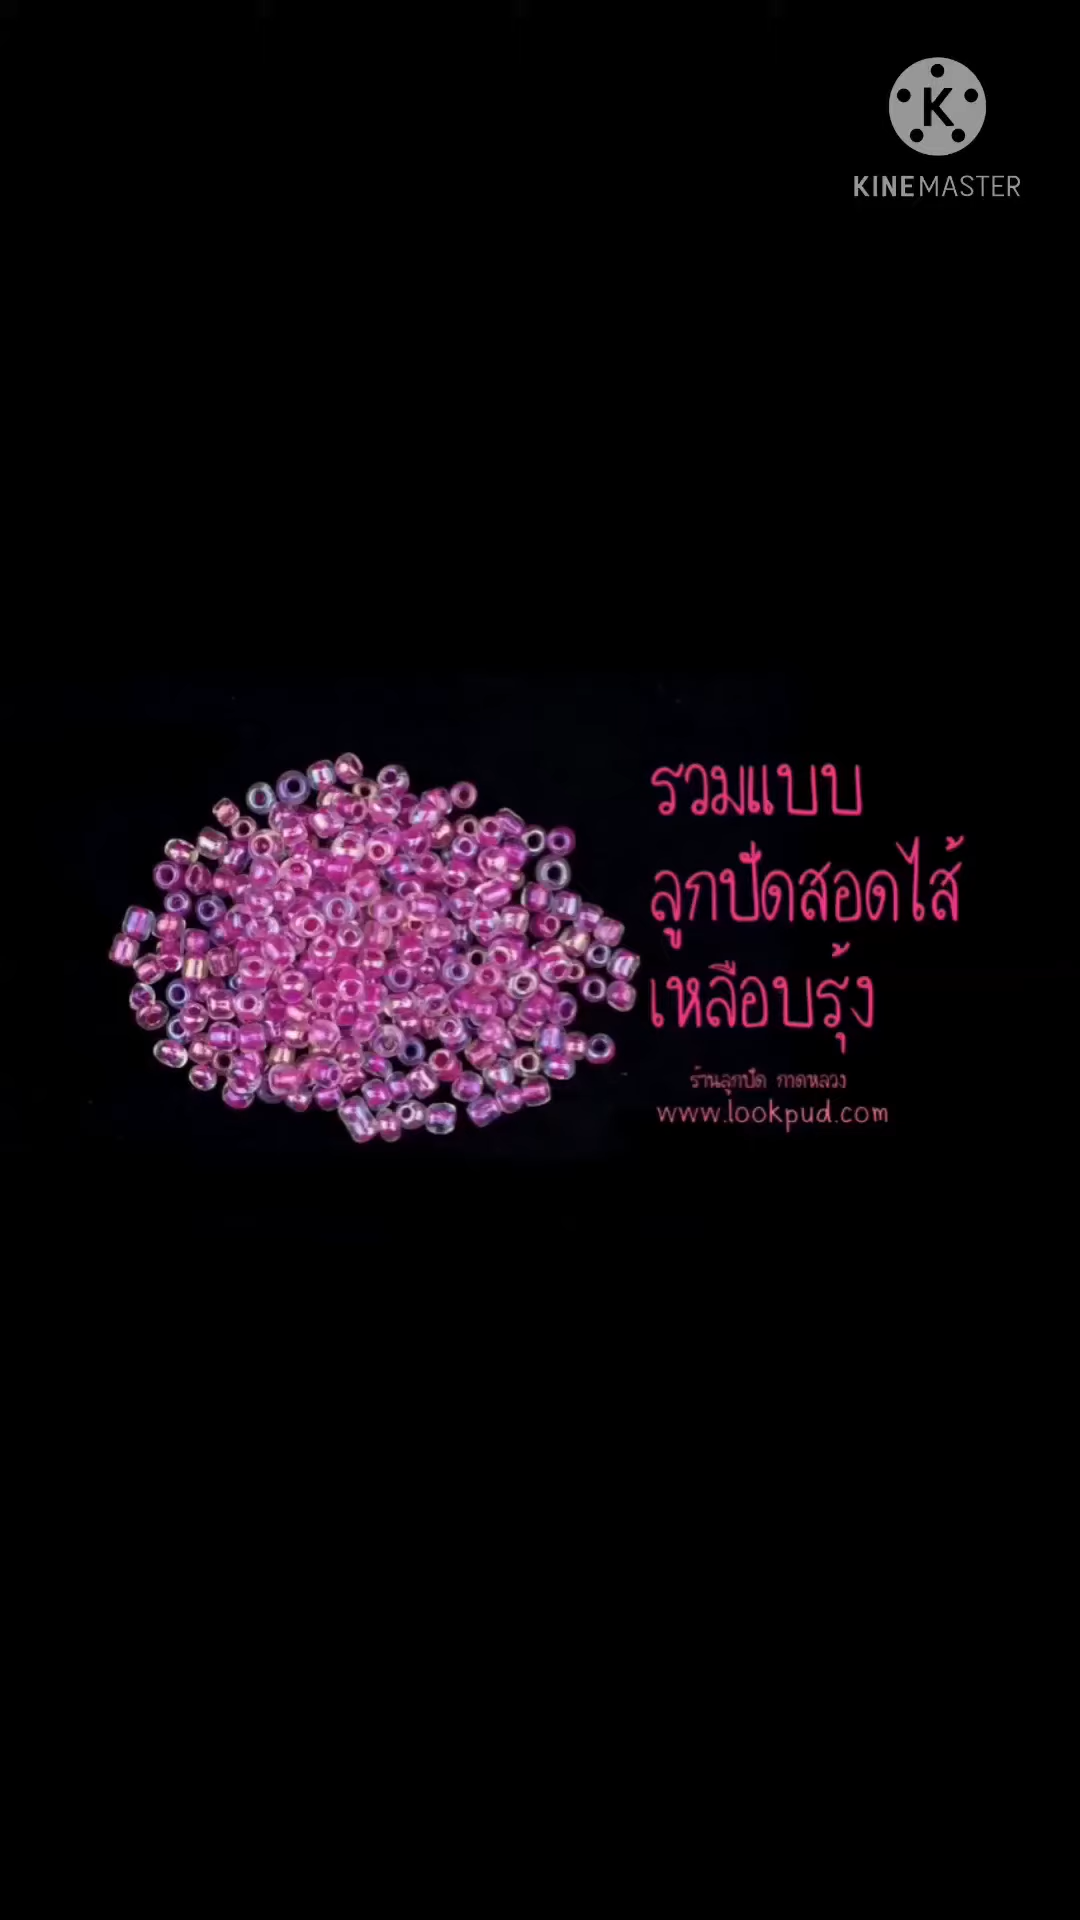 KINEMASTER
รวมแบบ
ลูกปัดสอดไส้
เหลือบรุ้ง
ร้านลูกปัด กาดหลวง
www.lookpud.com